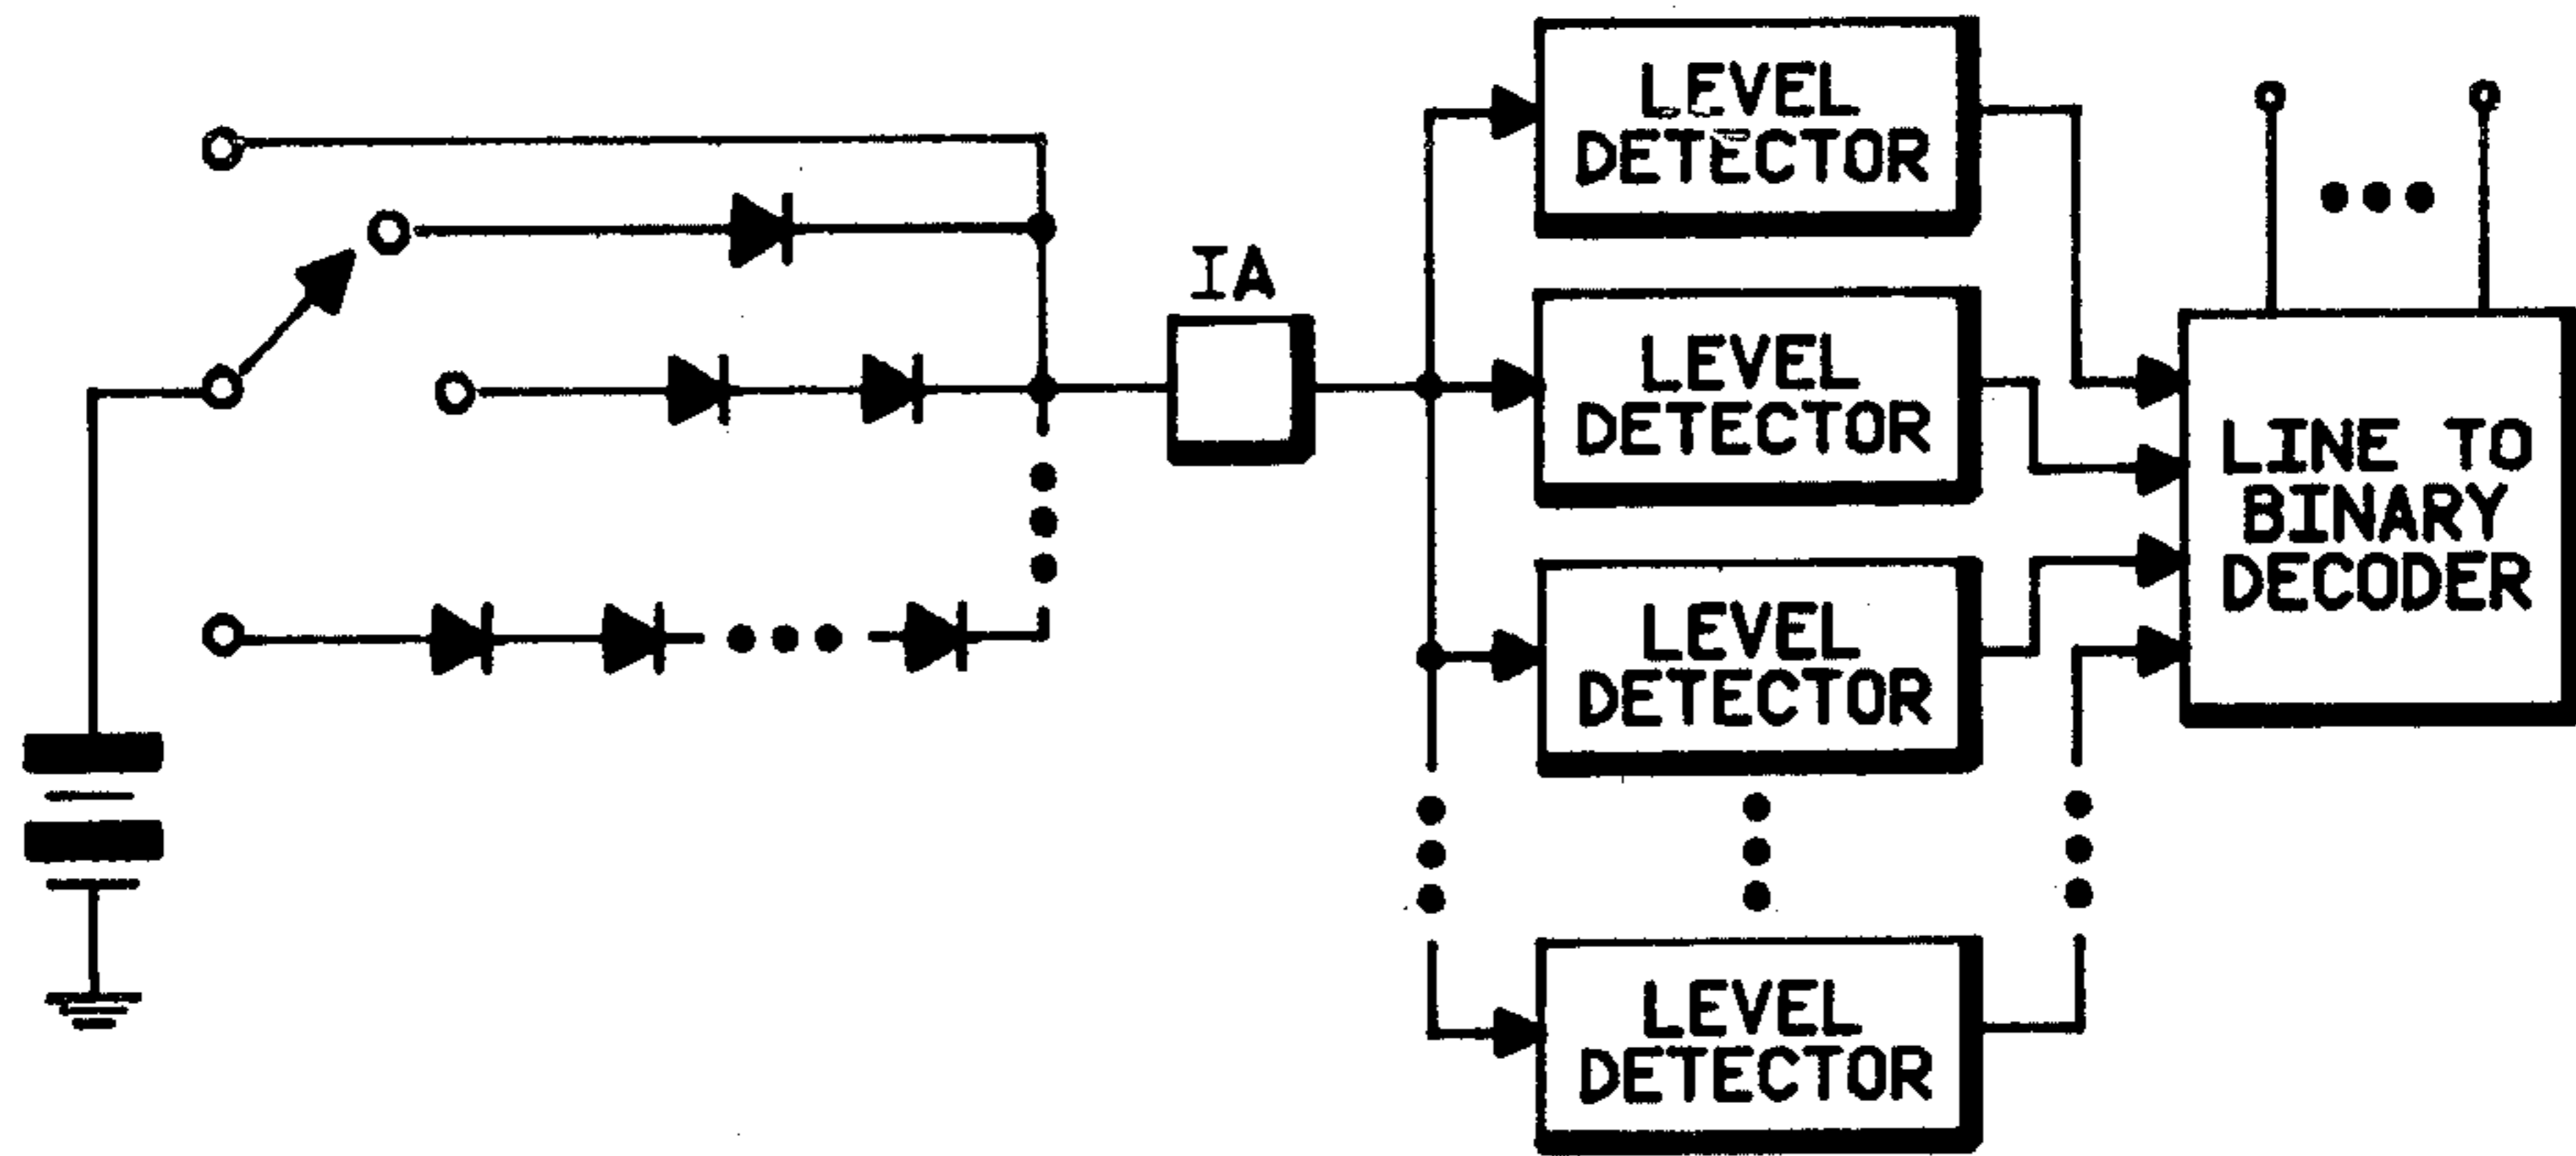 LEVEL
DETECTOR
IA
LEVEL
DETECTOR
LINE TO
BINARY
DECODER
LEVEL
DETECTOR
LEVEL
DETECTOR